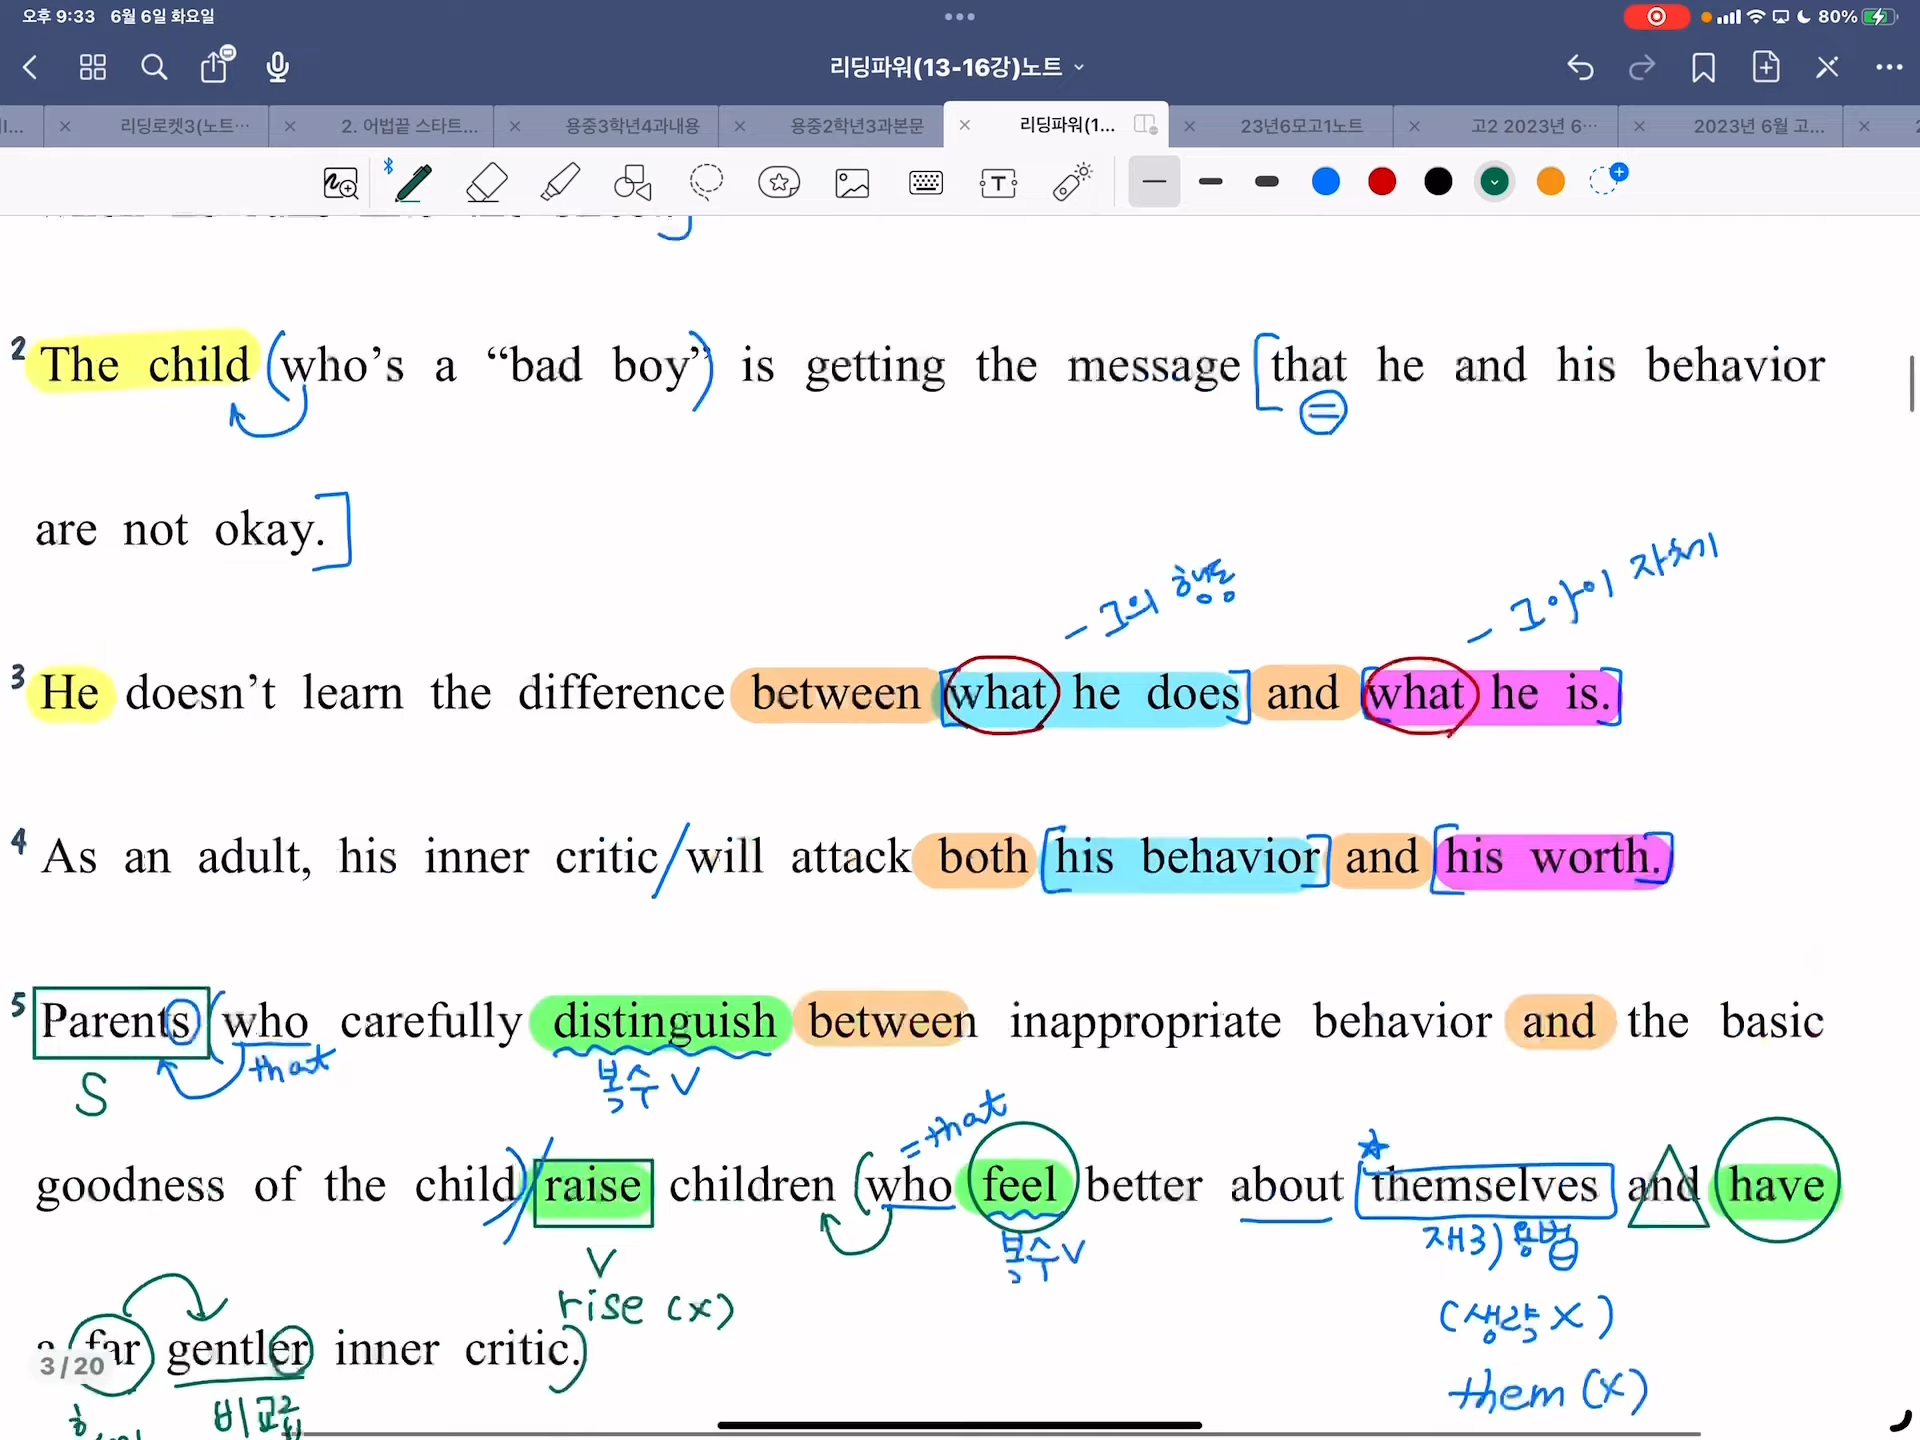 오후 9:33 6월 6일 화요일
80%
리딩파워(13-16강)노트
리딩로켓3(노트…
2. 어법끝 스타트...
용중3학년4과내용
용중2학년3과본문
리딩파워(1...
23년6모고1노트
고2 2023년 6…
2023년 6월 고...
2 The child (who's a “bad boy”) is getting the message [that he and his behavior
=
are not okay.]
- 그의 행동
- 그 아이 자체
3 He doesn't learn the difference between [what he does] and [what he is.]
4 As an adult, his inner critic / will attack both [his behavior] and [his worth.]
5 Parents (who carefully distinguish between inappropriate behavior and the basic
S that 복수 V
=that
goodness of the child) / raise children (who feel better about themselves and have
V 복수 V 재귀) 용법
rise (x) (생략 X)
far gentler inner critic.)
3/20
비교급 them (x)